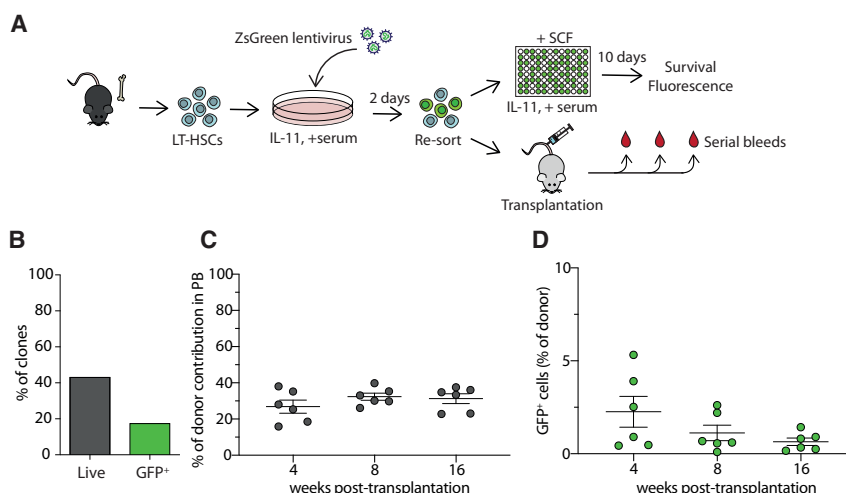 A
ZsGreen lentivirus
+ SCF
10 days
Survival
Fluorescence
2 days
IL-11, + serum
LT-HSCs
IL-11, +serum
Re-sort
Serial bleeds
Transplantation
B
% of clones
100
80
60
40
20
0
Live
GFP⁺
C
% of donor contribution in PB
100
80
60
40
20
0
4
8
16
weeks post-transplantation
D
GFP⁺ cells (% of donor)
10
5
0
4
8
16
weeks post-transplantation